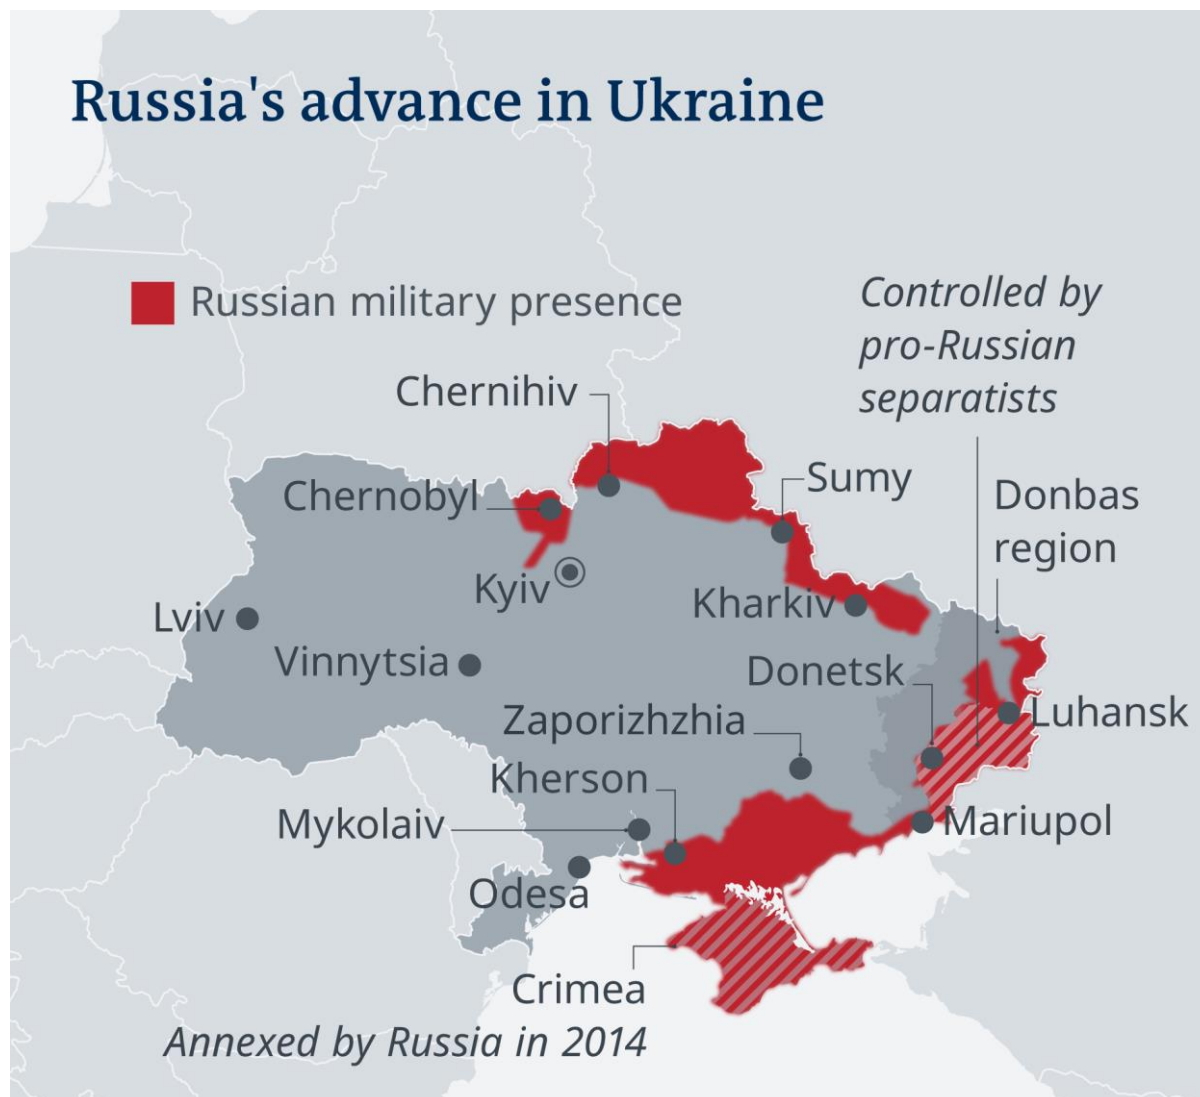 Russia's advance in Ukraine
Russian military presence
Controlled by
pro-Russian
separatists
Chernihiv
Sumy
Donbas
region
Chernobyl
Kyiv
Kharkiv
Lviv
Vinnytsia
Donetsk
Luhansk
Zaporizhzhia
Kherson
Mykolaiv
Mariupol
Odesa
Crimea
Annexed by Russia in 2014